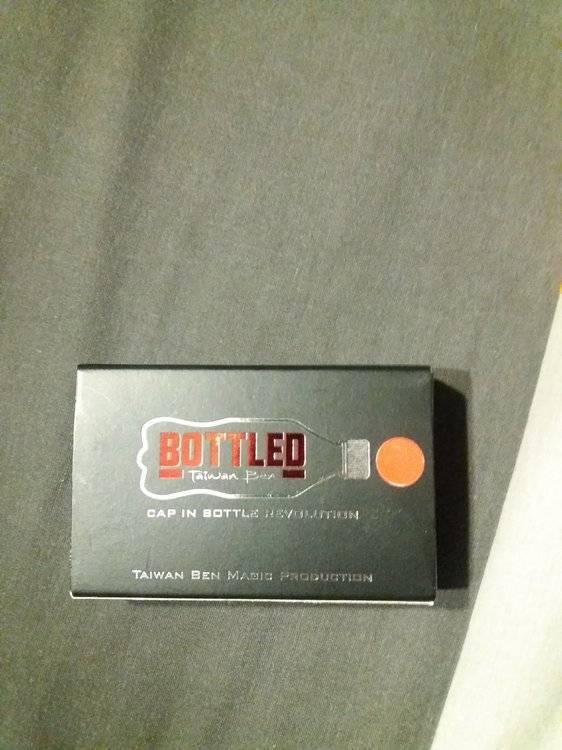 BOTTLED
Taiwan Ben
CAP IN BOTTLE REVOLUTION
TAIWAN BEN MAGIC PRODUCTION